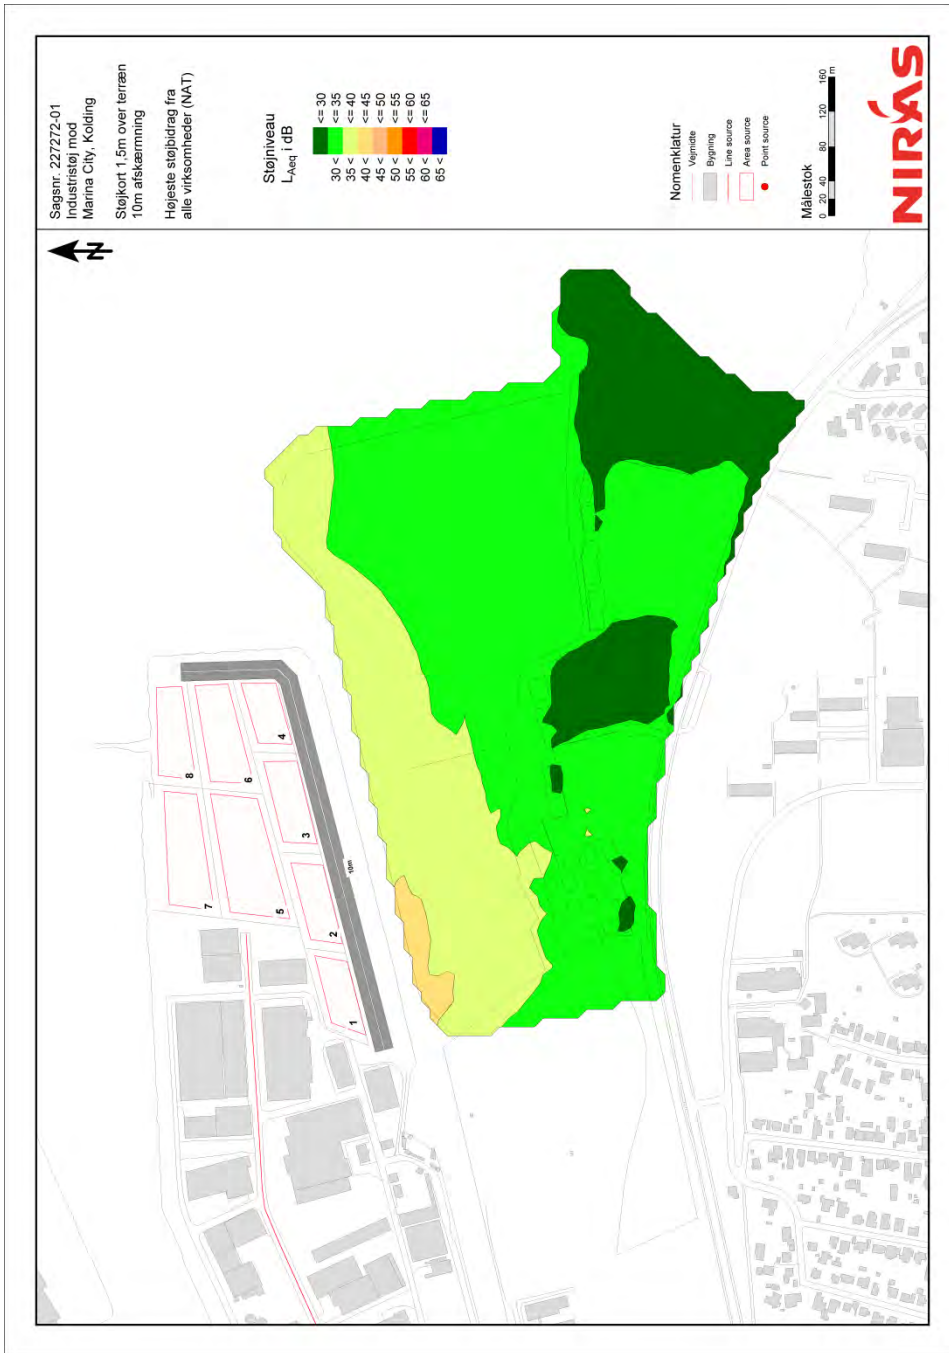 Sagsnr. 227272-01
Industristøj mod
Marina City, Kolding
Støjkort 1,5m over terræn
10m afskærmning
Højeste støjbidrag fra
alle virksomheder (NAT)
Støjniveau
LAeq i dB
<= 30
30 < <= 35
35 < <= 40
40 < <= 45
45 < <= 50
50 < <= 55
55 < <= 60
60 < <= 65
65 <
Nomenklatur
Vejmidte
Bygning
Line source
Area source
Point source
Målestok
0 20 40 80 120 160
m
NIRAS
N
8
7
6
5
4
3
2
1
10m